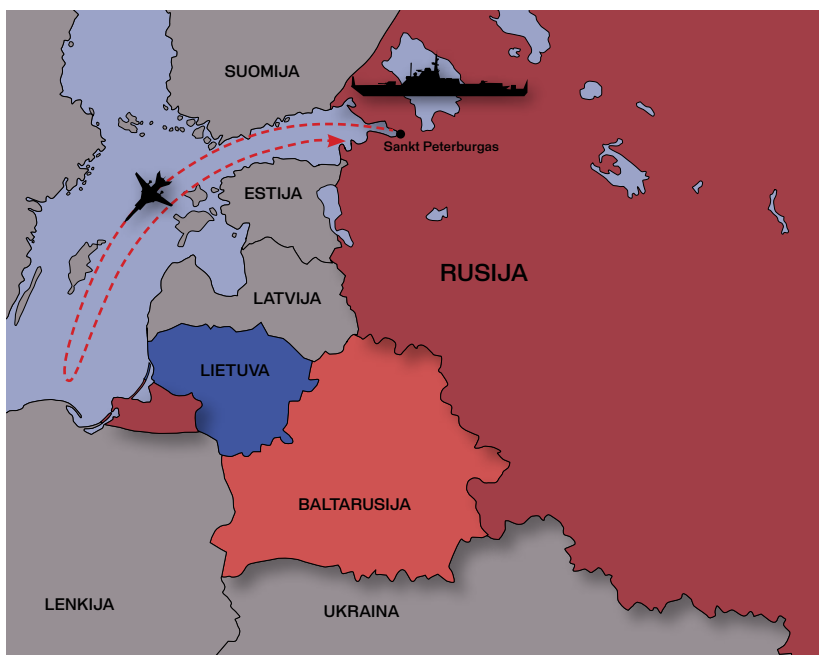 SUOMIJA
Sankt Peterburgas
ESTIJA
RUSIJA
LATVIJA
LIETUVA
BALTARUSIJA
LENKIJA
UKRAINA